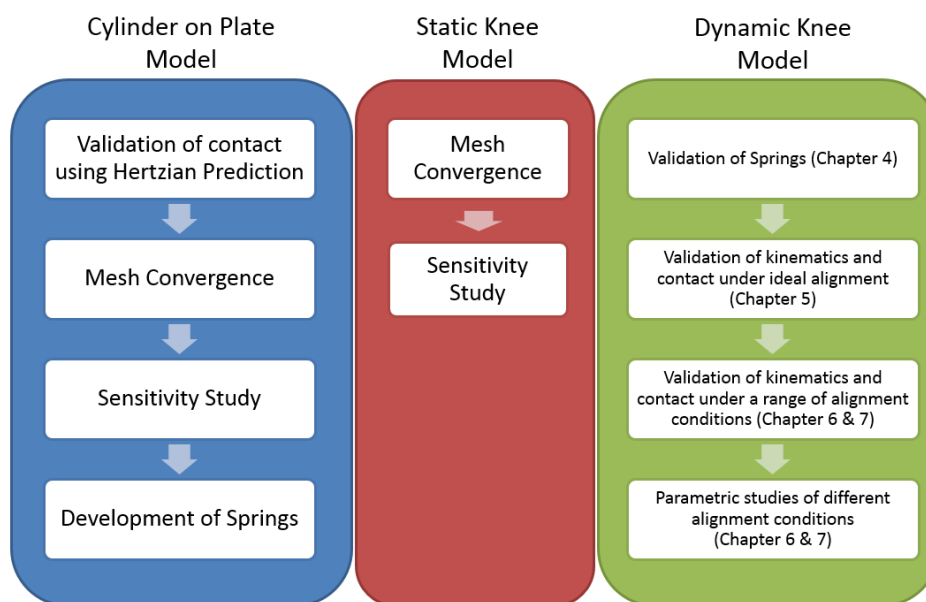 Cylinder on Plate
Model
Validation of contact
using Hertzian Prediction
Mesh Convergence
Sensitivity Study
Development of Springs
Static Knee
Model
Mesh
Convergence
Sensitivity
Study
Dynamic Knee
Model
Validation of Springs (Chapter 4)
Validation of kinematics and
contact under ideal alignment
(Chapter 5)
Validation of kinematics and
contact under a range of alignment
conditions (Chapter 6 & 7)
Parametric studies of different
alignment conditions
(Chapter 6 & 7)